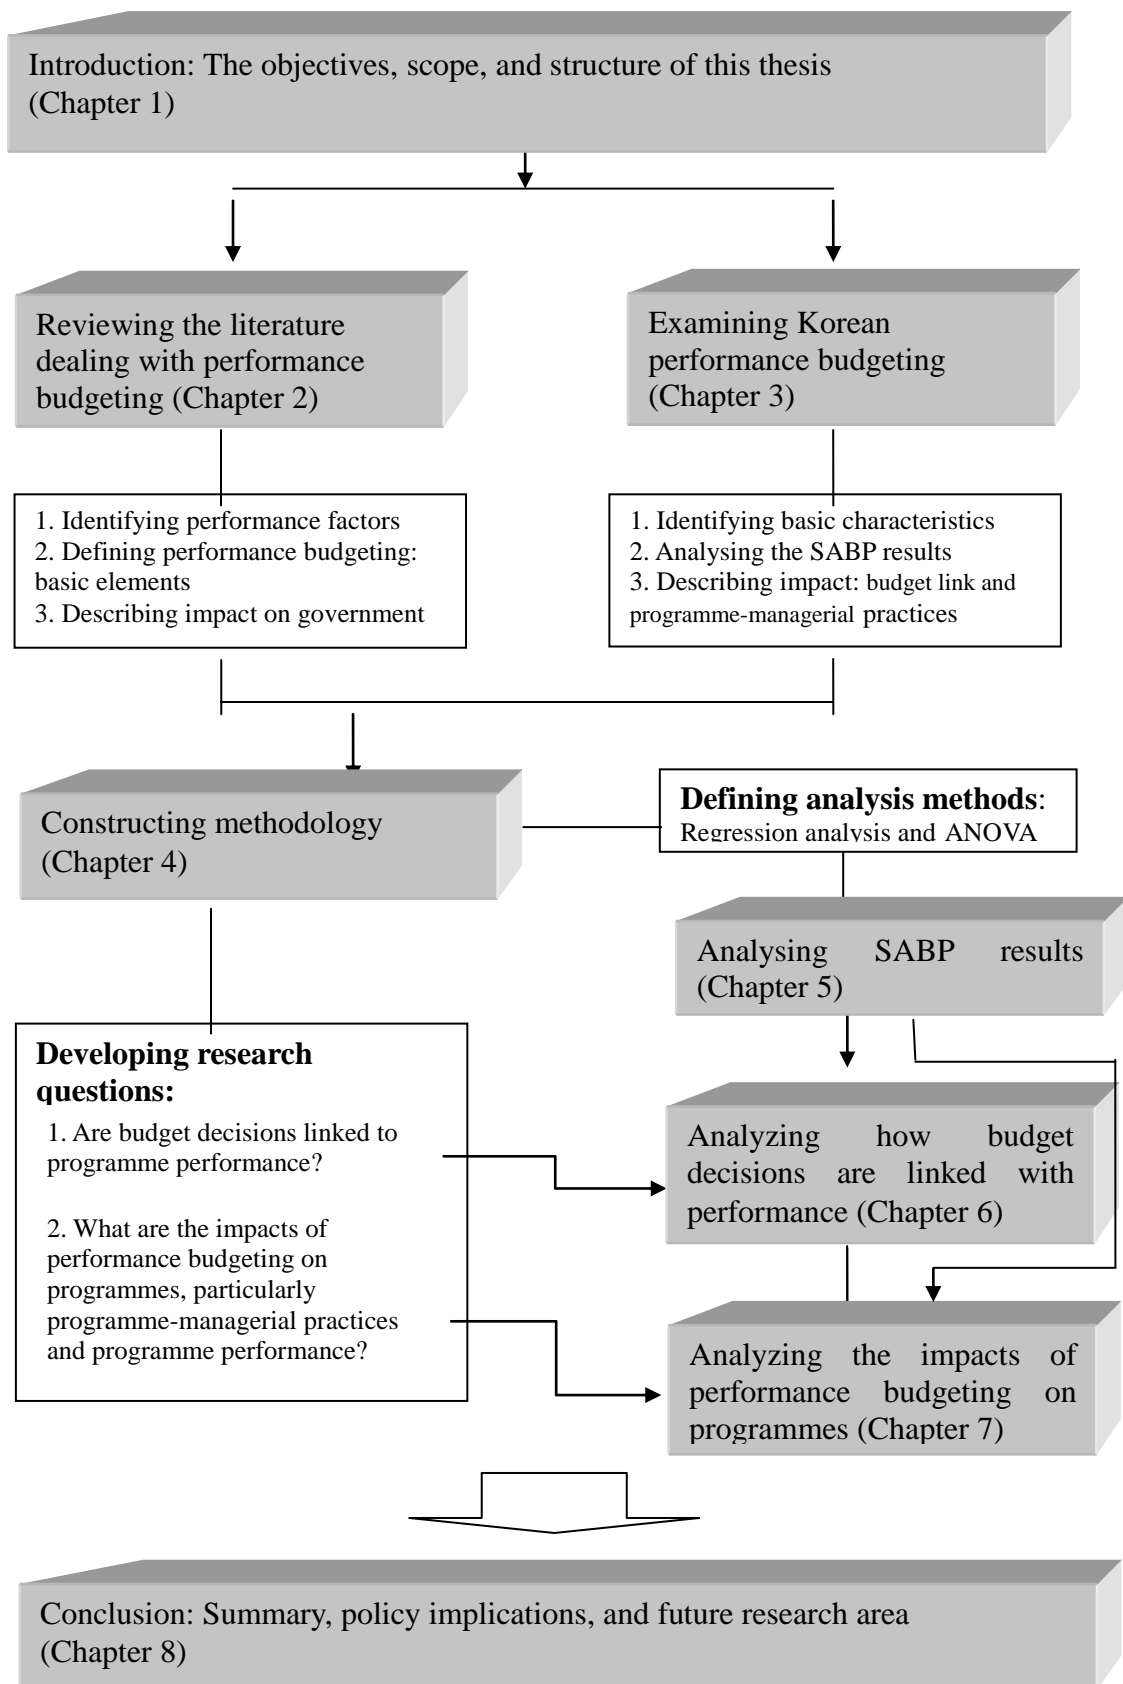 Introduction: The objectives, scope, and structure of this thesis
(Chapter 1)
Reviewing the literature
dealing with performance
budgeting (Chapter 2)
Examining Korean
performance budgeting
(Chapter 3)
1. Identifying performance factors
2. Defining performance budgeting:
basic elements
3. Describing impact on government
1. Identifying basic characteristics
2. Analysing the SABP results
3. Describing impact: budget link and
programme-managerial practices
Constructing methodology
(Chapter 4)
Defining analysis methods:
Regression analysis and ANOVA
Analysing SABP results
(Chapter 5)
Developing research
questions:
1. Are budget decisions linked to
programme performance?
2. What are the impacts of
performance budgeting on
programmes, particularly
programme-managerial practices
and programme performance?
Analyzing how budget
decisions are linked with
performance (Chapter 6)
Analyzing the impacts of
performance budgeting on
programmes (Chapter 7)
Conclusion: Summary, policy implications, and future research area
(Chapter 8)